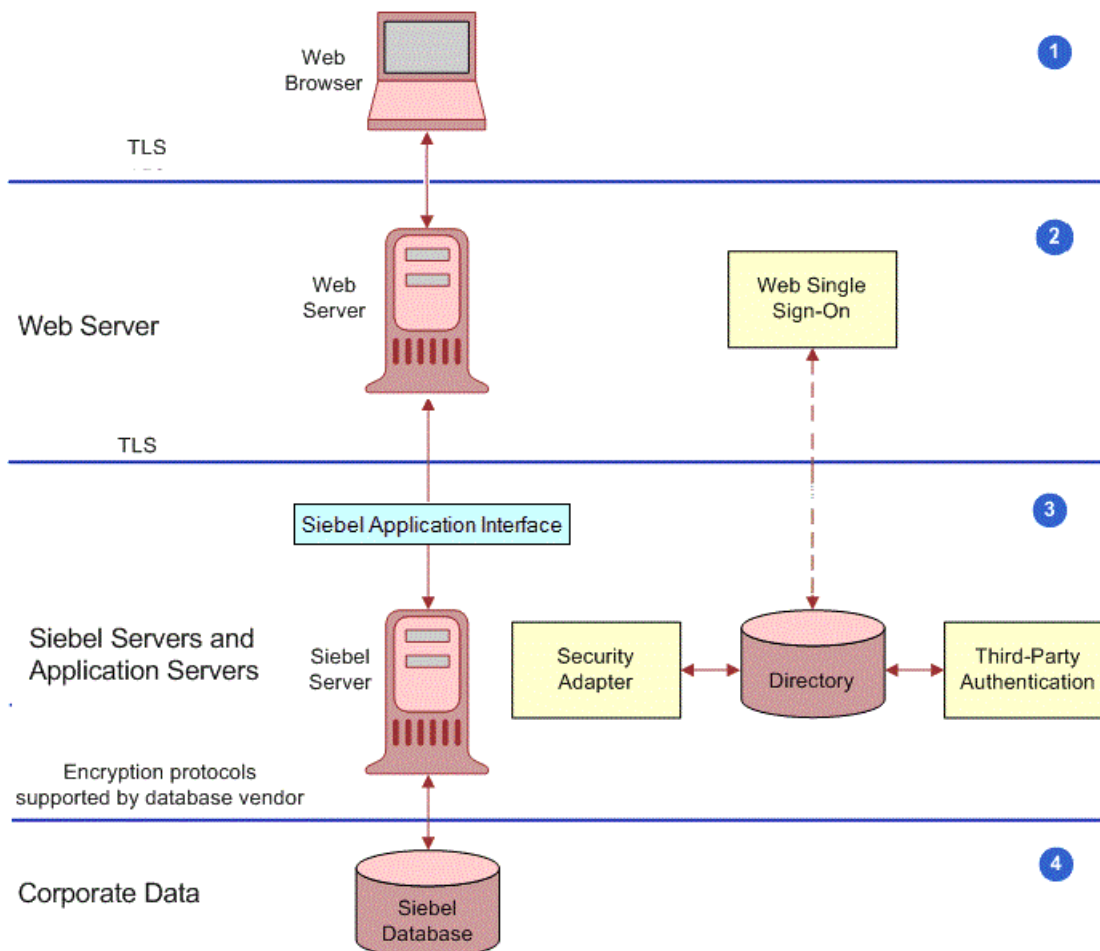 Web
Browser
1
TLS
2
Web
Server
Web Single
Sign-On
Web Server
TLS
Siebel Application Interface
3
Siebel Servers and
Application Servers
Siebel
Server
Security
Adapter
Directory
Third-Party
Authentication
Encryption protocols
supported by database vendor
4
Corporate Data
Siebel
Database